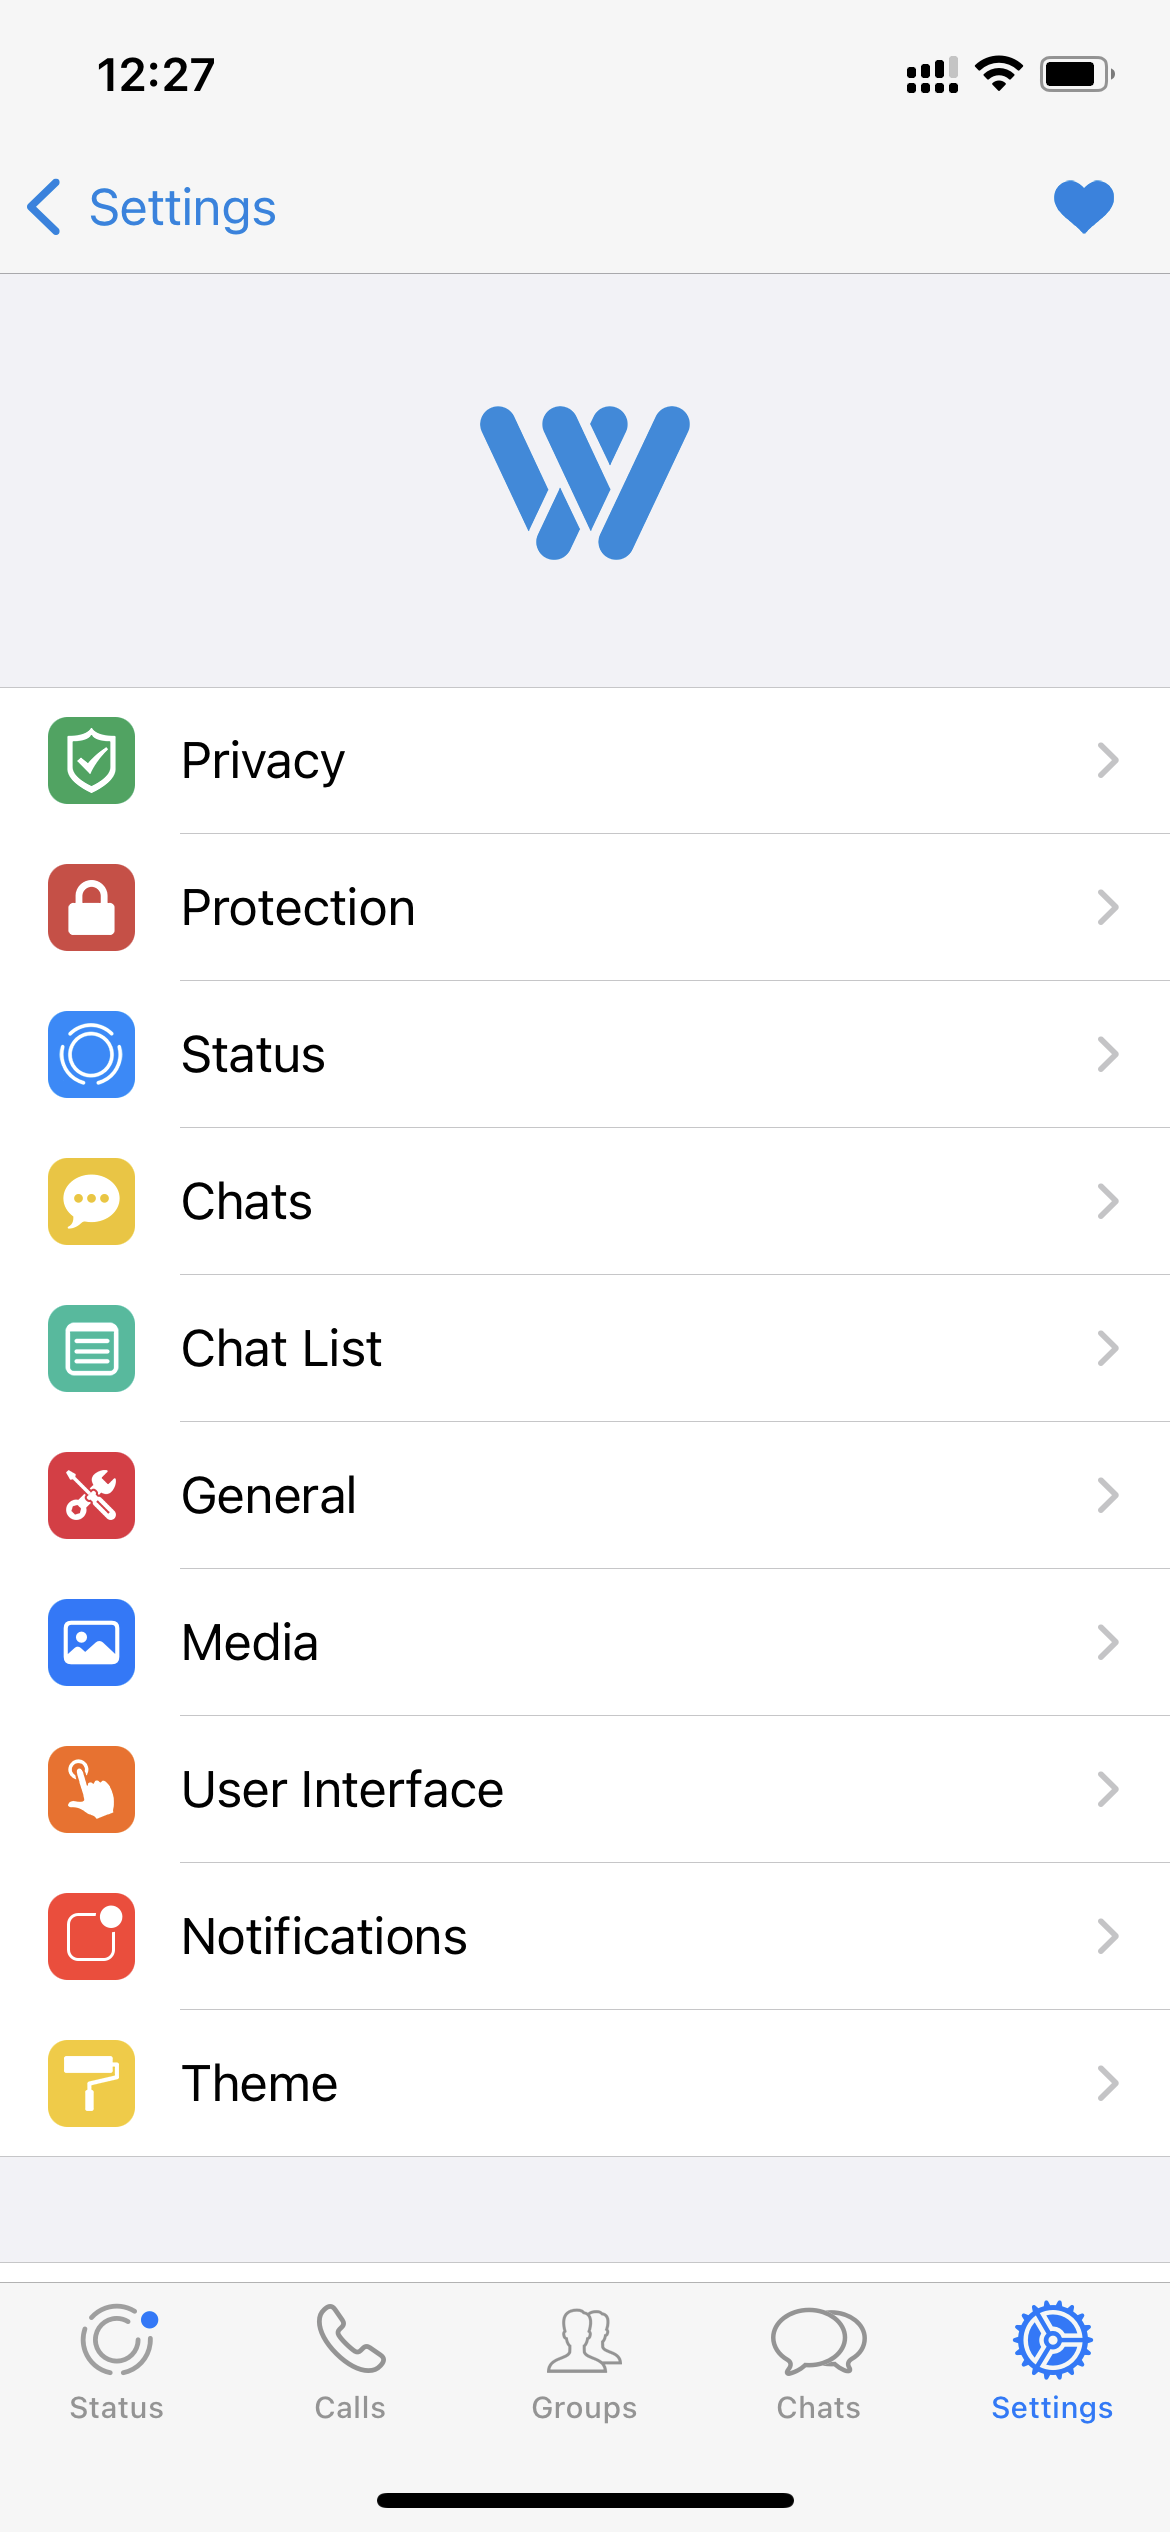 12:27
Settings
Privacy
Protection
Status
Chats
Chat List
General
Media
User Interface
Notifications
Theme
Status
Calls
Groups
Chats
Settings